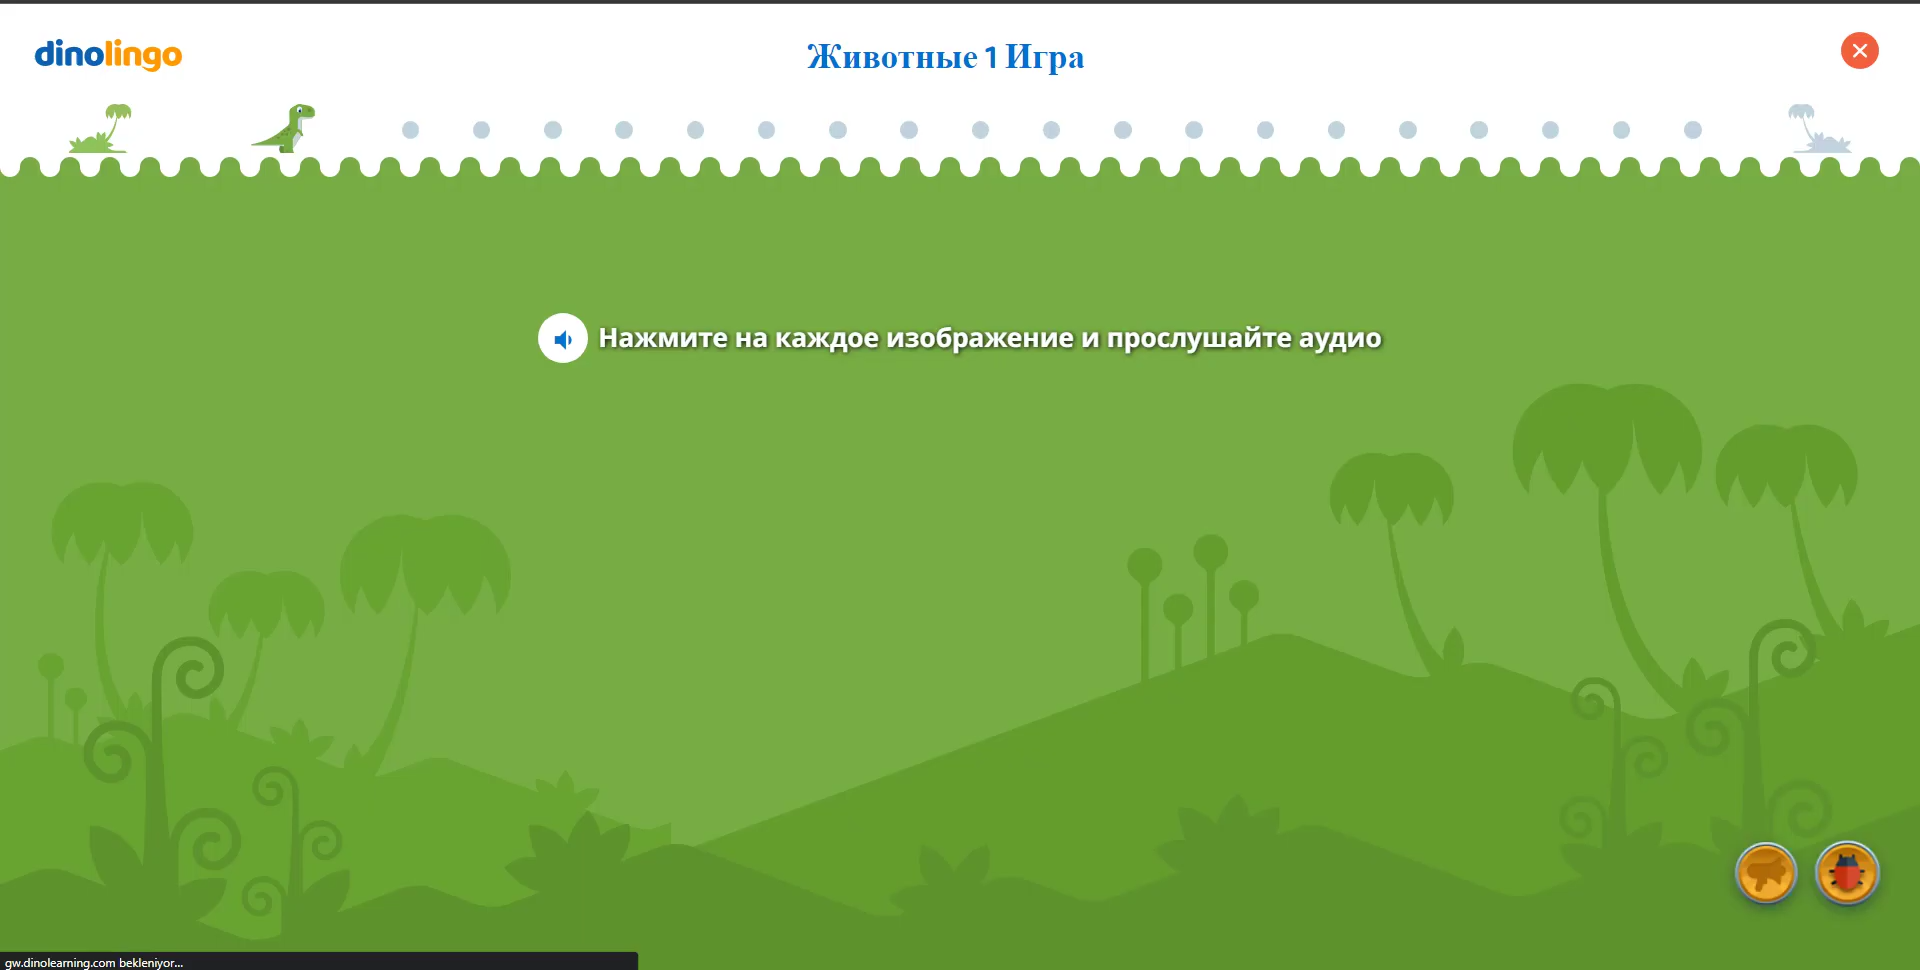 dinolingo
Животные 1 Игра
Нажмите на каждое изображение и прослушайте аудио
gw.dinolearning.com bekleniyor...